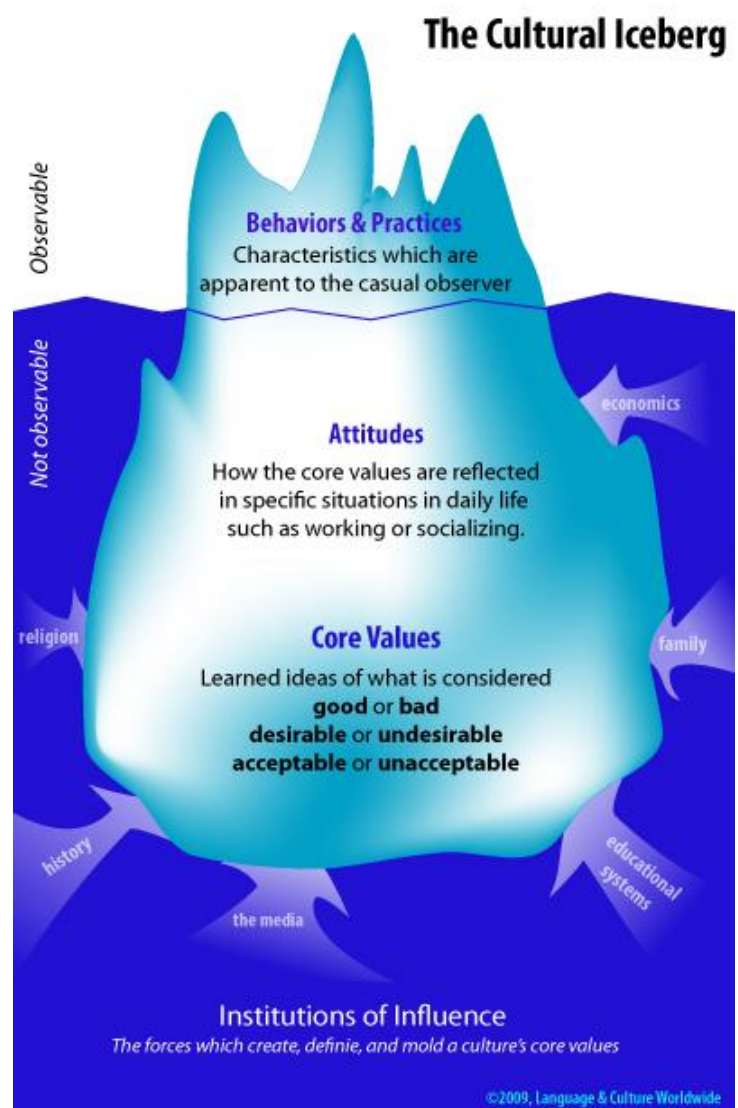 The Cultural Iceberg
Observable
Behaviors & Practices
Characteristics which are
apparent to the casual observer
Not observable
economics
Attitudes
How the core values are reflected
in specific situations in daily life
such as working or socializing.
religion
family
Core Values
Learned ideas of what is considered
good or bad
desirable or undesirable
acceptable or unacceptable
history
educational
systems
the media
Institutions of Influence
The forces which create, definie, and mold a culture's core values
©2009, Language & Culture Worldwide